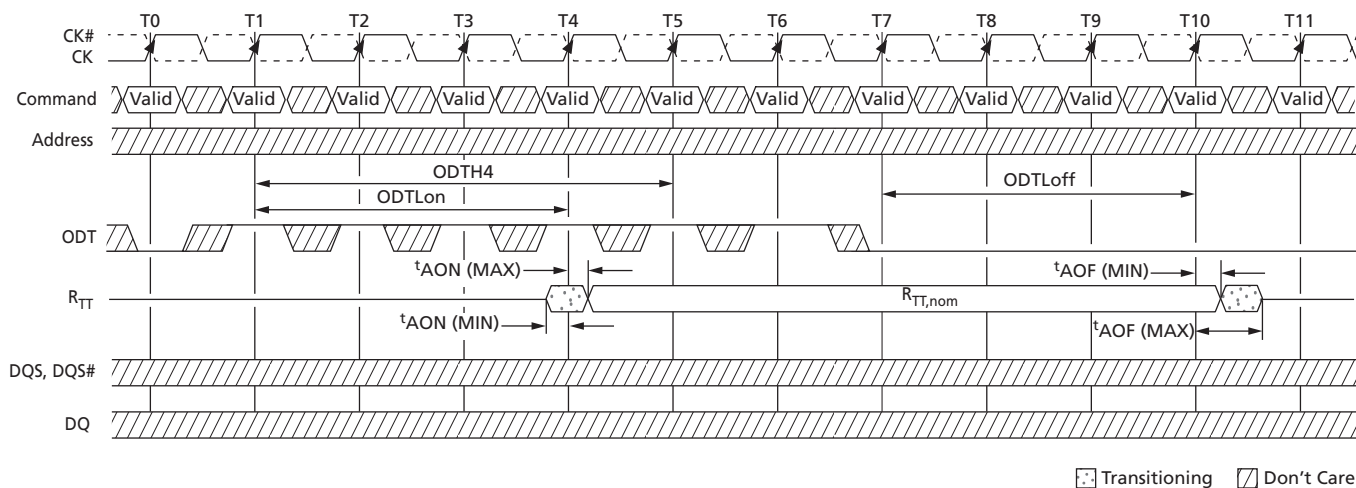 T0 T1 T2 T3 T4 T5 T6 T7 T8 T9 T10 T11
CK#
CK
Command Valid Valid Valid Valid Valid Valid Valid Valid Valid Valid Valid Valid
Address
ODTH4
ODTLoff
ODTLon
ODT
tAON (MAX) tAOF (MIN)
RTT RTT,nom
tAON (MIN) tAOF (MAX)
DQS, DQS#
DQ
Transitioning Don't Care